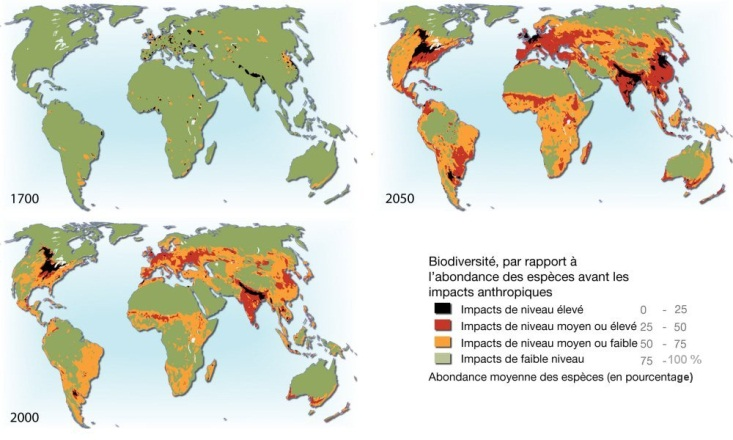 1700
2050
2000
Biodiversité, par rapport à
l'abondance des espèces avant les
impacts anthropiques
Impacts de niveau élevé 0 - 25
Impacts de niveau moyen ou élevé 25 - 50
Impacts de niveau moyen ou faible 50 - 75
Impacts de faible niveau 75 -100 %
Abondance moyenne des espèces (en pourcentage)